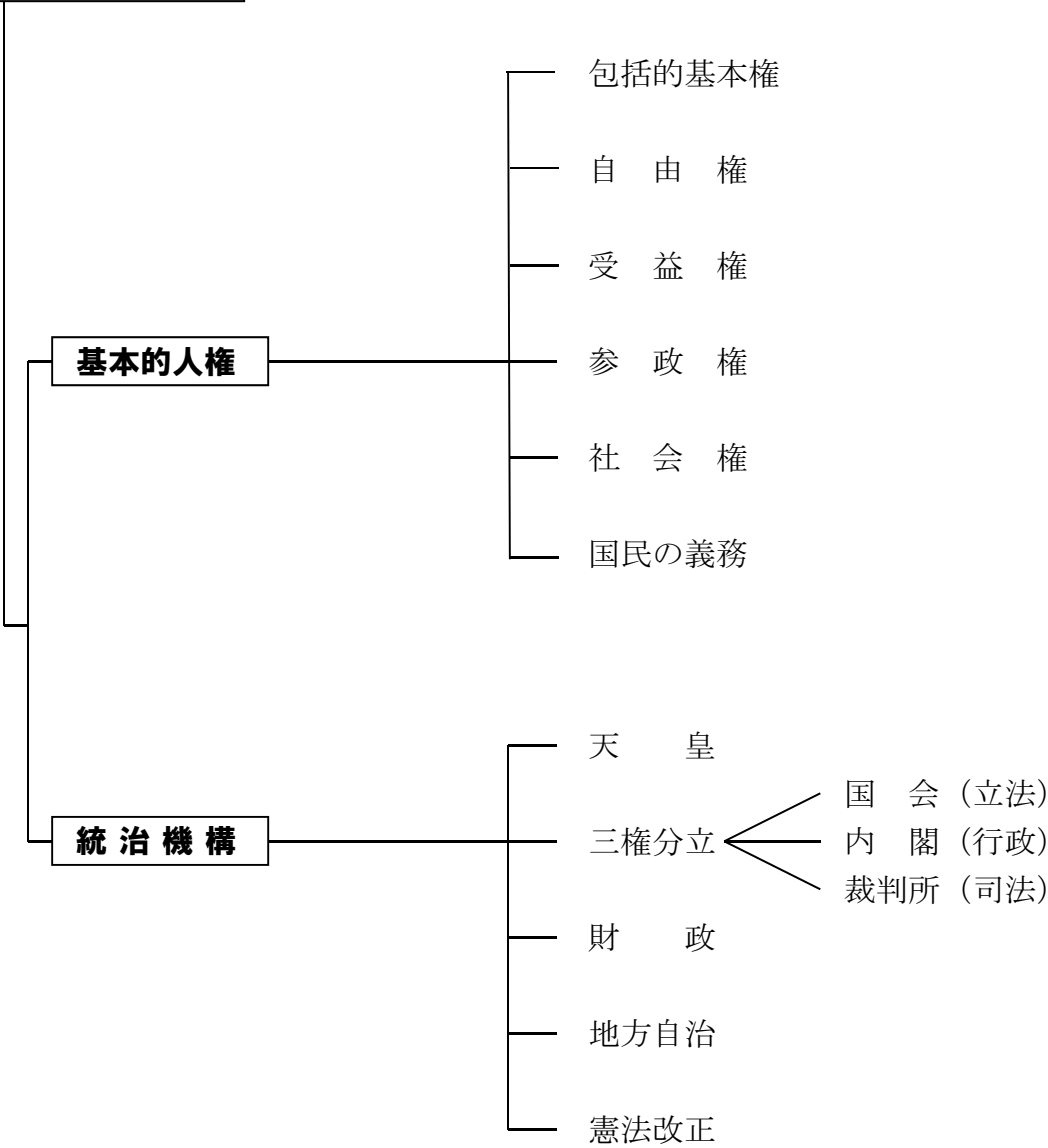 包括的基本権
自　由　権
受　益　権
基本的人権
参　政　権
社　会　権
国民の義務
天　　皇
国　会（立法）
統 治 機 構
三権分立
内　閣（行政）
裁判所（司法）
財　　政
地方自治
憲法改正